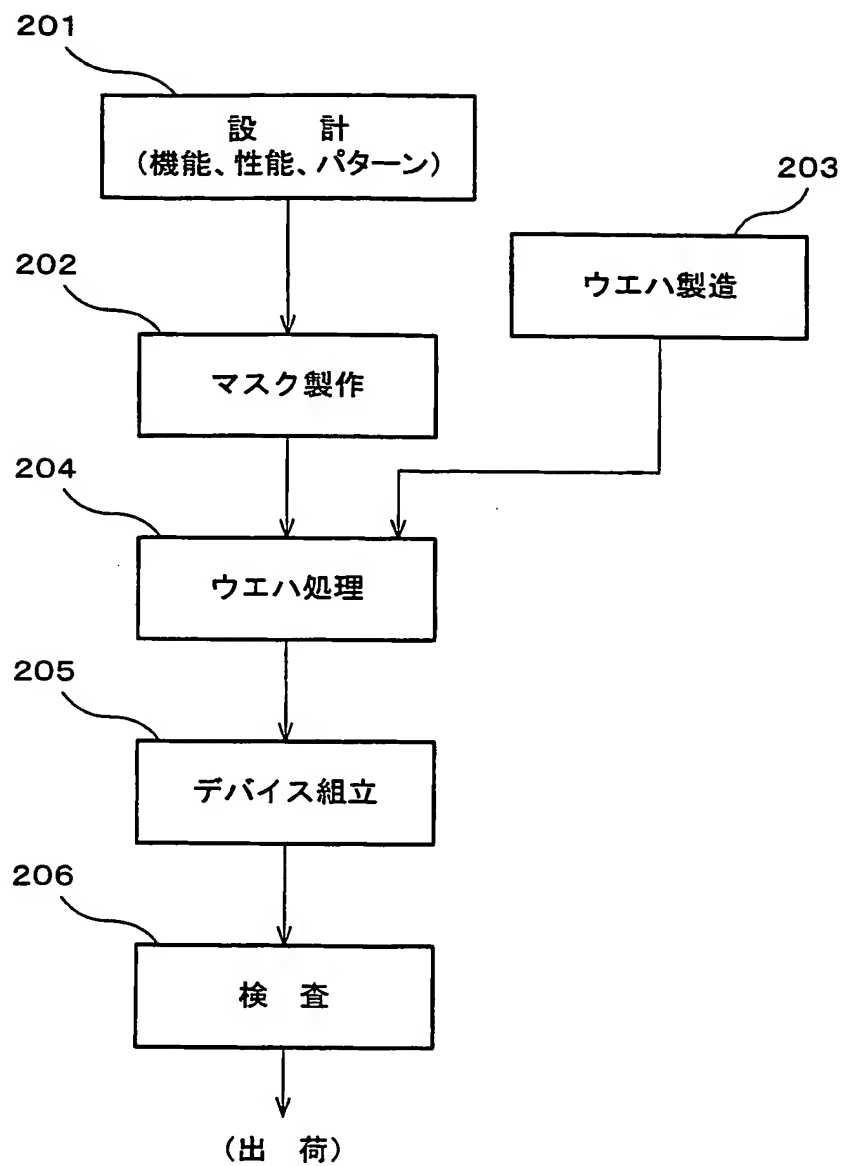 201
設 計
(機能、性能、パターン)
203
ウエハ製造
202
マスク製作
204
ウエハ処理
205
デバイス組立
206
検 査
(出 荷)